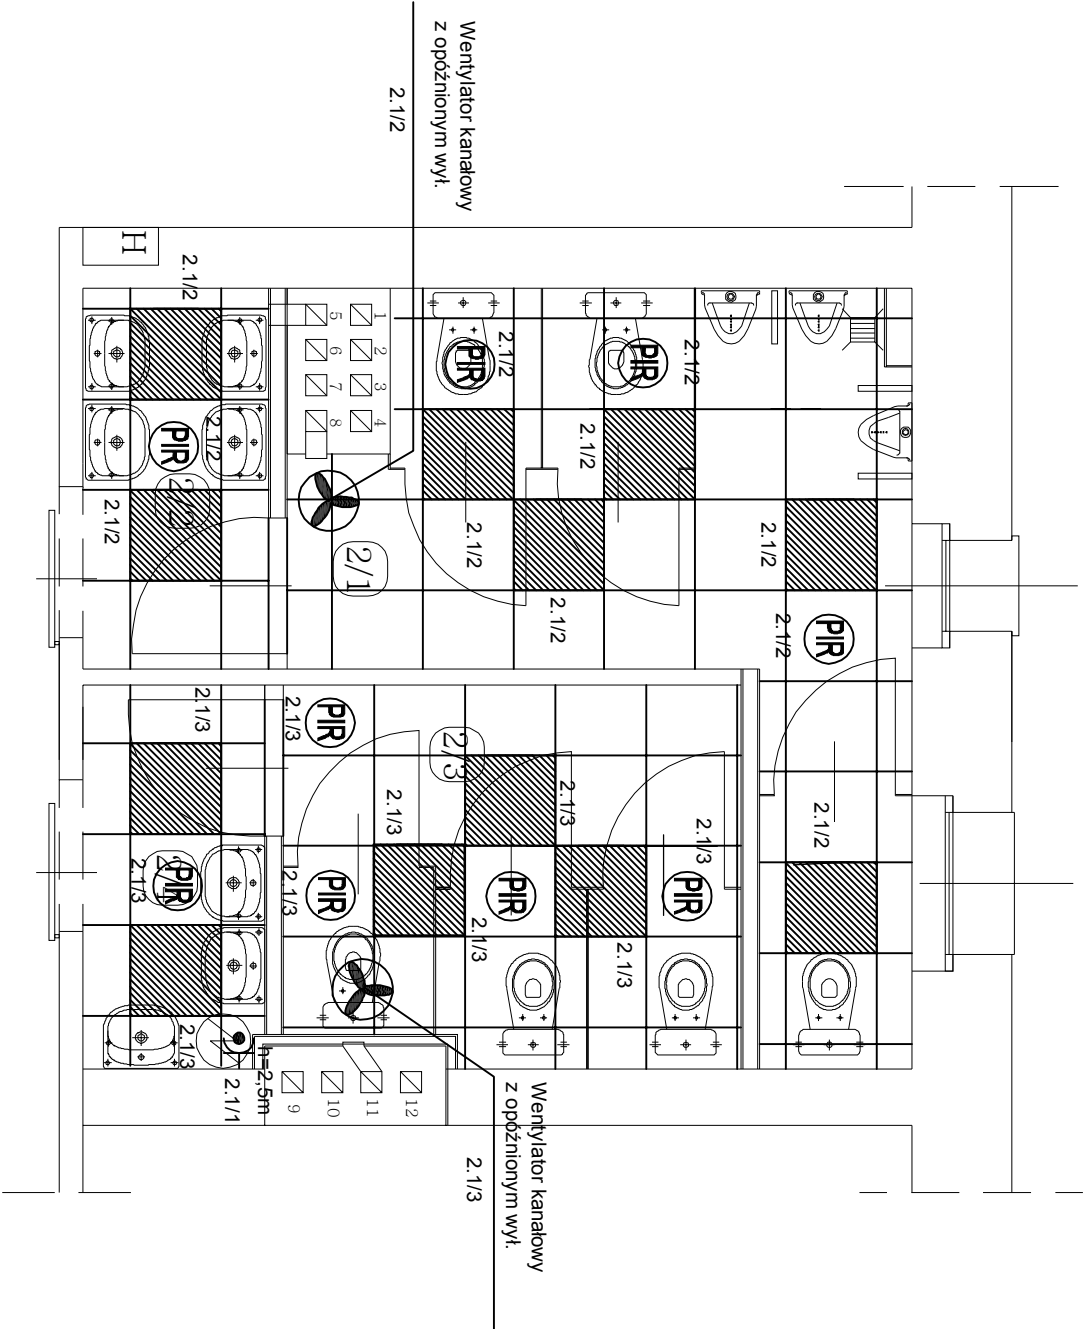 Wentylator kanałowy
z opóźnionym wył.
2.1/2
H
2.1/2
1
2
3
4
5
6
7
8
2.1/2
PIR
2.1/2
PIR
PIR
2.1/2
2/2
2.1/2
2.1/2
2.1/2
2.1/2
2.1/2
2/1
2.1/2
PIR
2.1/2
2.1/3
2.1/3
PIR
2/3
2.1/3
2.1/3
2.1/3
2.1/2
2.1/3
PIR
2.1/3
PIR
PIR
PIR
2.1/3
2.1/3
2.1/3
2.1/1
h=2,5m
9
10
11
12
Wentylator kanałowy
z opóźnionym wył.
2.1/3